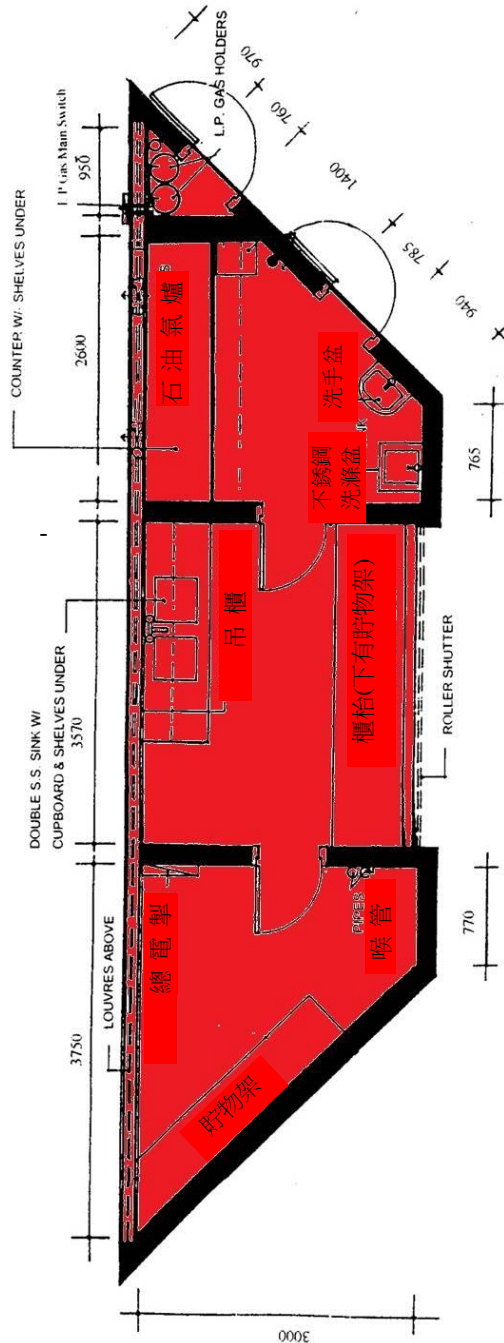 3000
3750
LOUVRES ABOVE
DOUBLE S.S. SINK W/
CUPBOARD & SHELVES UNDER
3570
COUNTER W/- SHELVES UNDER
2600
L P Gas Main Switch
950
L.P. GAS HOLDERS
970
760
1400
785
940
總電掣
貯物架
PIPES
喉管
770
吊櫃
櫃枱(下有貯物架)
ROLLER SHUTTER
石油氣爐
S
洗手盆
NK
不銹鋼
洗滌盆
765